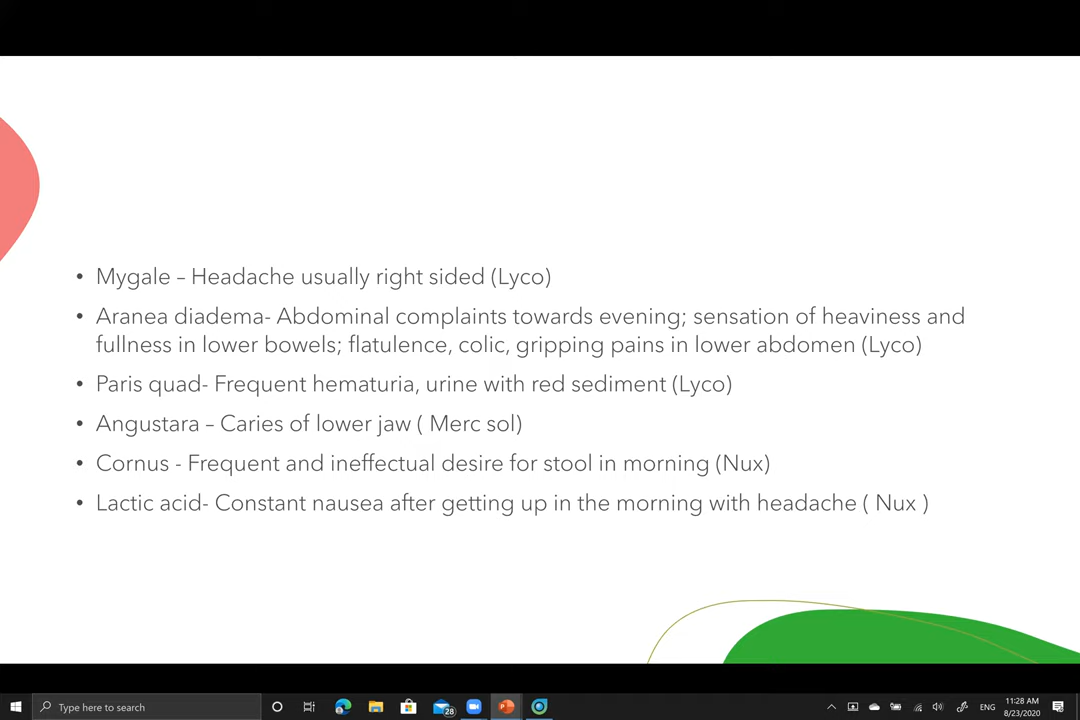 • Mygale – Headache usually right sided (Lyco)
• Aranea diadema- Abdominal complaints towards evening; sensation of heaviness and
fullness in lower bowels; flatulence, colic, gripping pains in lower abdomen (Lyco)
• Paris quad- Frequent hematuria, urine with red sediment (Lyco)
• Angustara – Caries of lower jaw ( Merc sol)
• Cornus - Frequent and ineffectual desire for stool in morning (Nux)
• Lactic acid- Constant nausea after getting up in the morning with headache ( Nux )
Type here to search
28
ENG
11:28 AM
8/23/2020